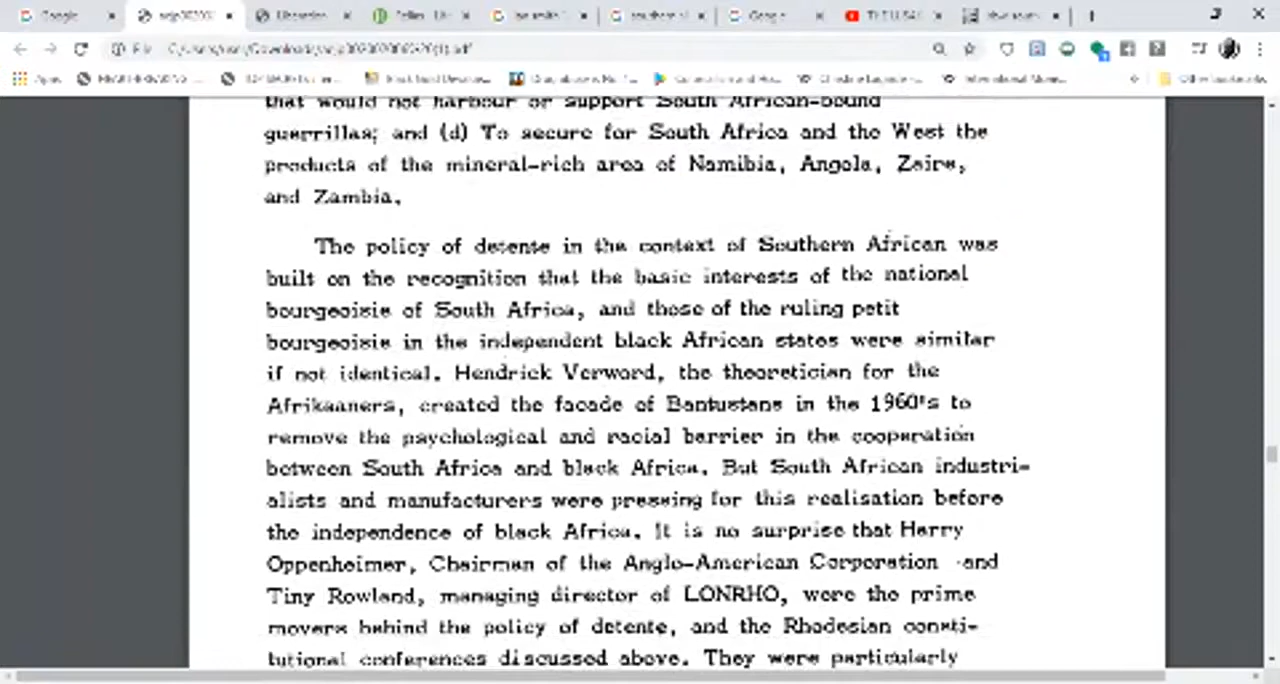 Google
Google
File
that would not harbour or support South African-bound
guerrillas; and (d) To secure for South Africa and the West the
products of the mineral-rich area of Namibia, Angola, Zaire,
and Zambia.
The policy of detente in the context of Southern African was
built on the recognition that the basic interests of the national
bourgeoisie of South Africa, and those of the ruling petit
bourgeoisie in the independent black African states were similar
if not identical. Hendrick Verword, the theoretician for the
Afrikaaners, created the facade of Bantustans in the 1960's to
remove the psychological and racial barrier in the cooperation
between South Africa and black Africa. But South African industri-
alists and manufacturers were pressing for this realisation before
the independence of black Africa. It is no surprise that Harry
Oppenheimer, Chairman of the Anglo-American Corporation and
Tiny Rowland, managing director of LONRHO, were the prime
movers behind the policy of detente, and the Rhodesian consti-
tutional conferences discussed above. They were particularly